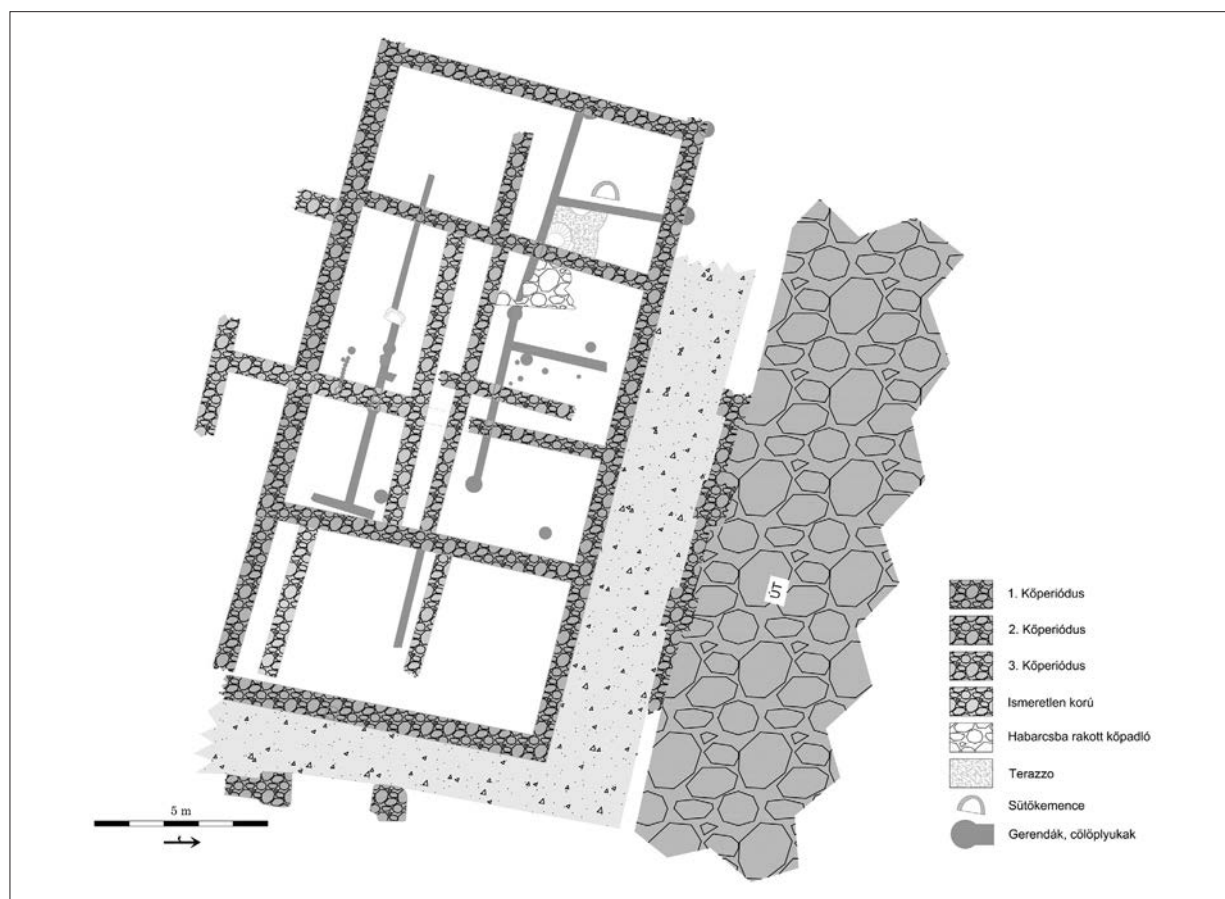 út
1. Kőperiódus
2. Kőperiódus
3. Kőperiódus
Ismeretlen korú
Habarcsba rakott kőpadló
Terazzo
Sütőkemence
Gerendák, cölöplyukak
5 m